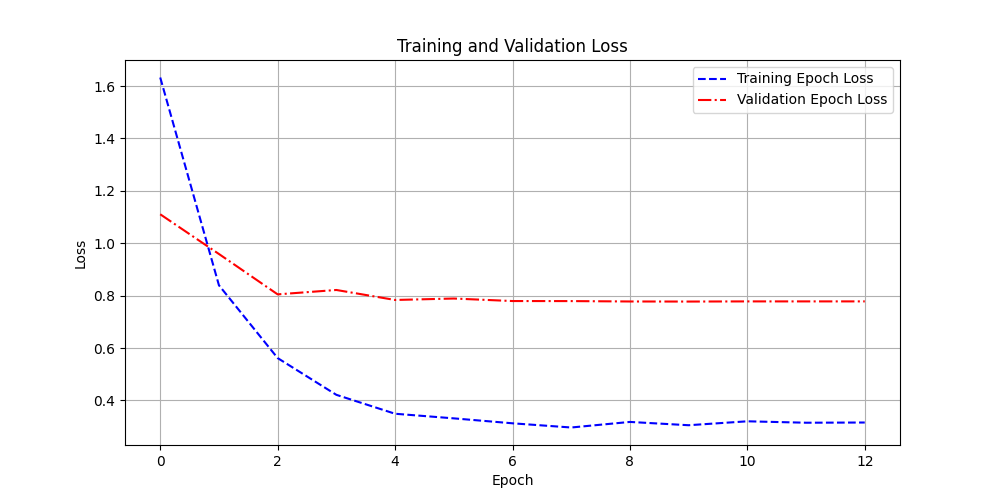 Training and Validation Loss
Training Epoch Loss
Validation Epoch Loss
1.6
1.4
1.2
1.0
0.8
0.6
0.4
Loss
0 2 4 6 8 10 12
Epoch